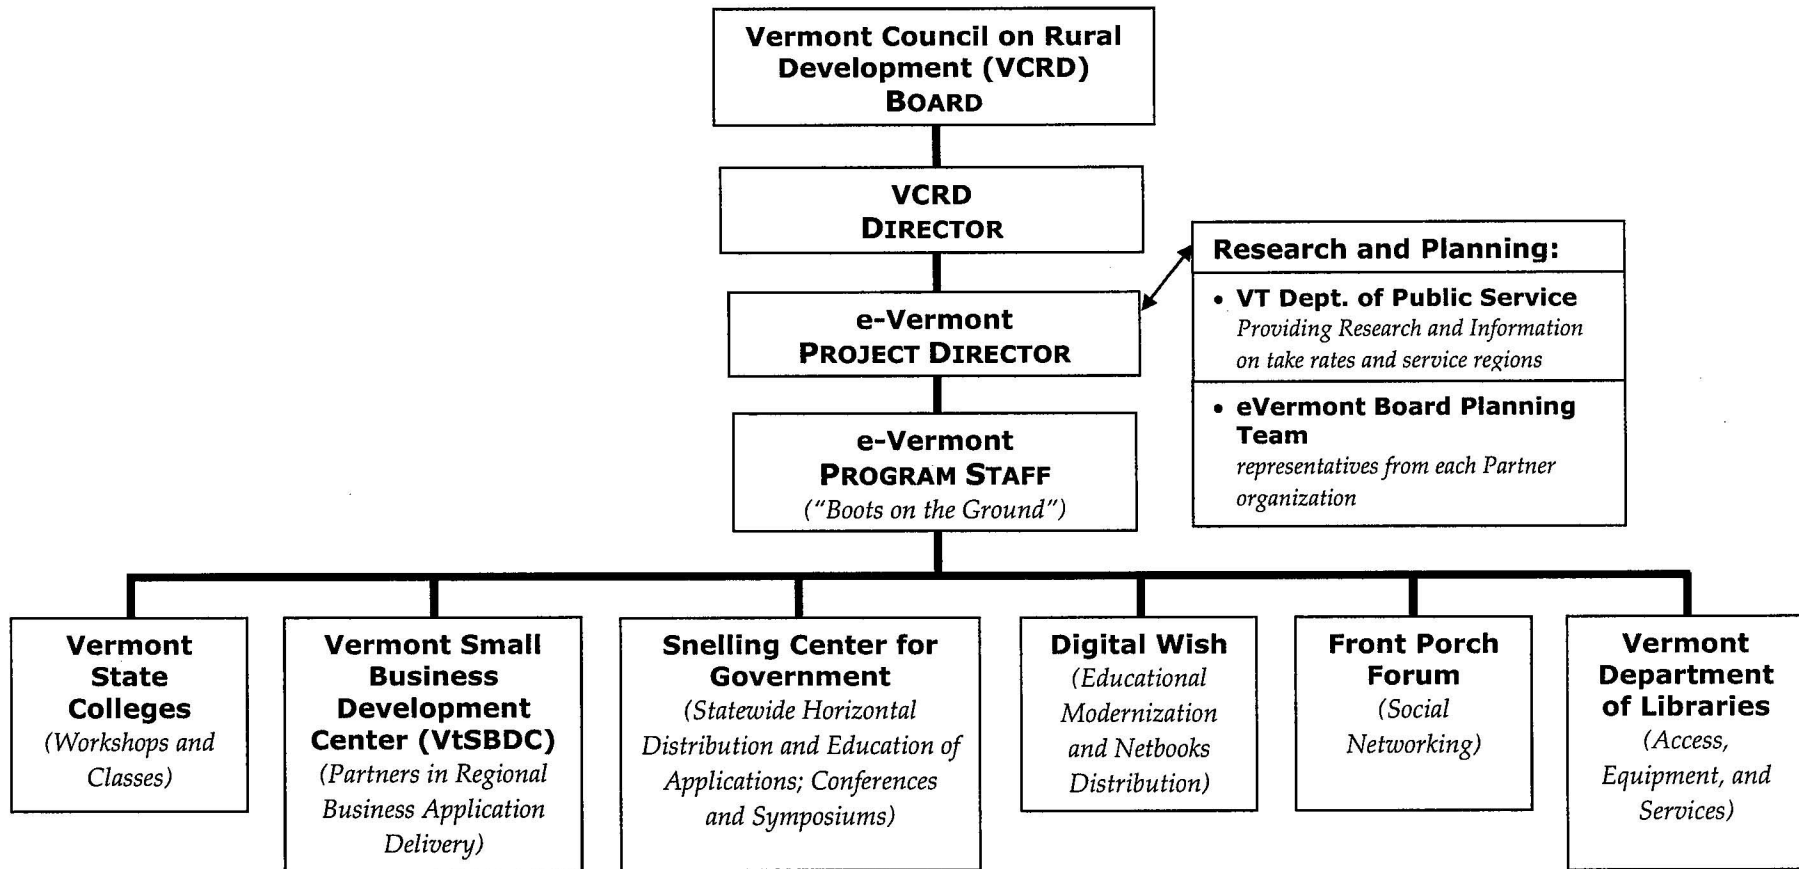 Vermont Council on Rural
Development (VCRD)
BOARD
VCRD
DIRECTOR
e-Vermont
PROJECT DIRECTOR
Research and Planning:
• VT Dept. of Public Service
Providing Research and Information
on take rates and service regions
• eVermont Board Planning
Team
representatives from each Partner
organization
e-Vermont
PROGRAM STAFF
("Boots on the Ground")
Vermont
State
Colleges
(Workshops and
Classes)
Vermont Small
Business
Development
Center (VtSBDC)
(Partners in Regional
Business Application
Delivery)
Snelling Center for
Government
(Statewide Horizontal
Distribution and Education of
Applications; Conferences
and Symposiums)
Digital Wish
(Educational
Modernization
and Netbooks
Distribution)
Front Porch
Forum
(Social
Networking)
Vermont
Department
of Libraries
(Access,
Equipment, and
Services)